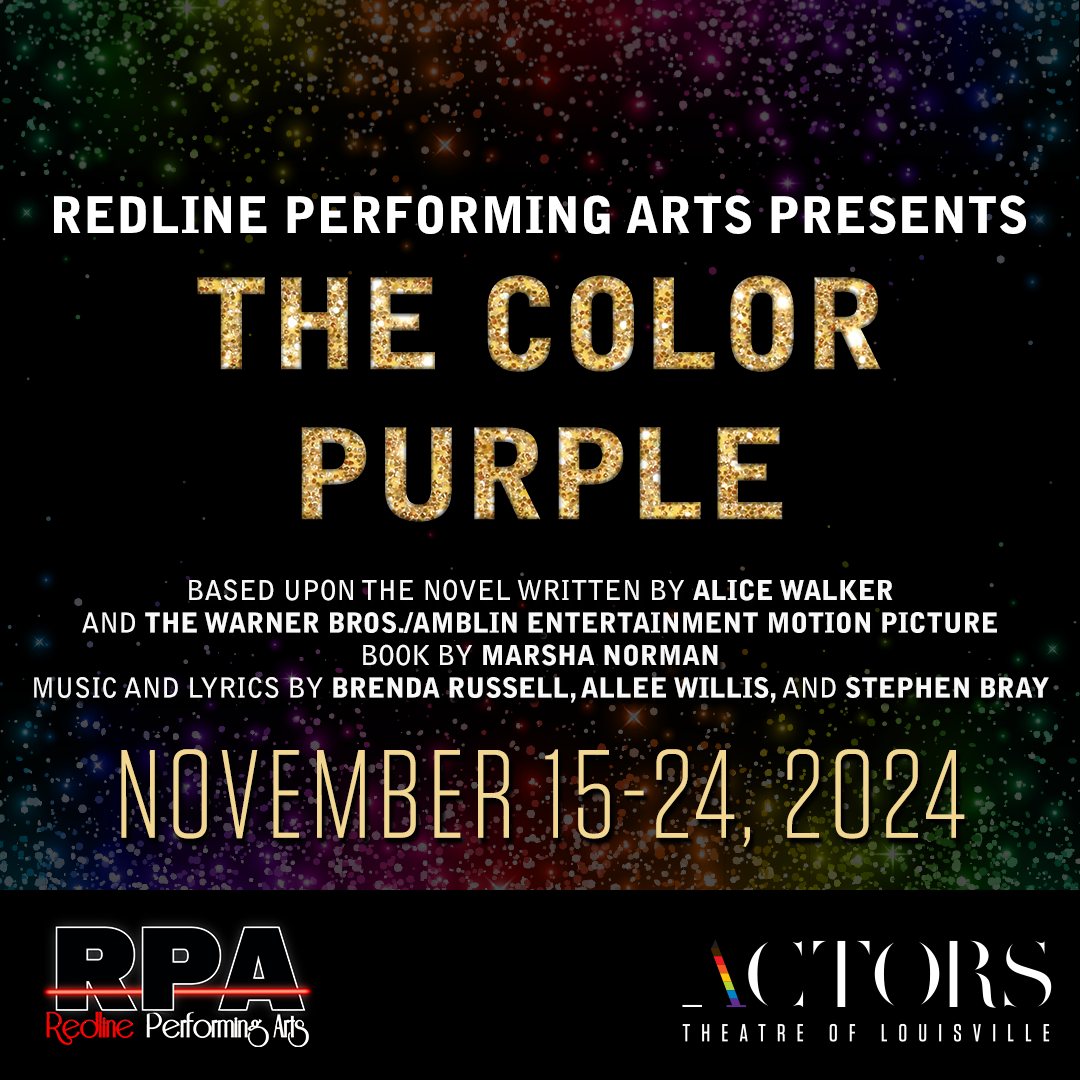 REDLINE PERFORMING ARTS PRESENTS
THE COLOR
PURPLE
BASED UPON THE NOVEL WRITTEN BY ALICE WALKER
AND THE WARNER BROS./AMBLIN ENTERTAINMENT MOTION PICTURE
BOOK BY MARSHA NORMAN
MUSIC AND LYRICS BY BRENDA RUSSELL, ALLEE WILLIS, AND STEPHEN BRAY
NOVEMBER 15-24, 2024
RPA
Redline Performing Arts
ACTORS
THEATRE OF LOUISVILLE